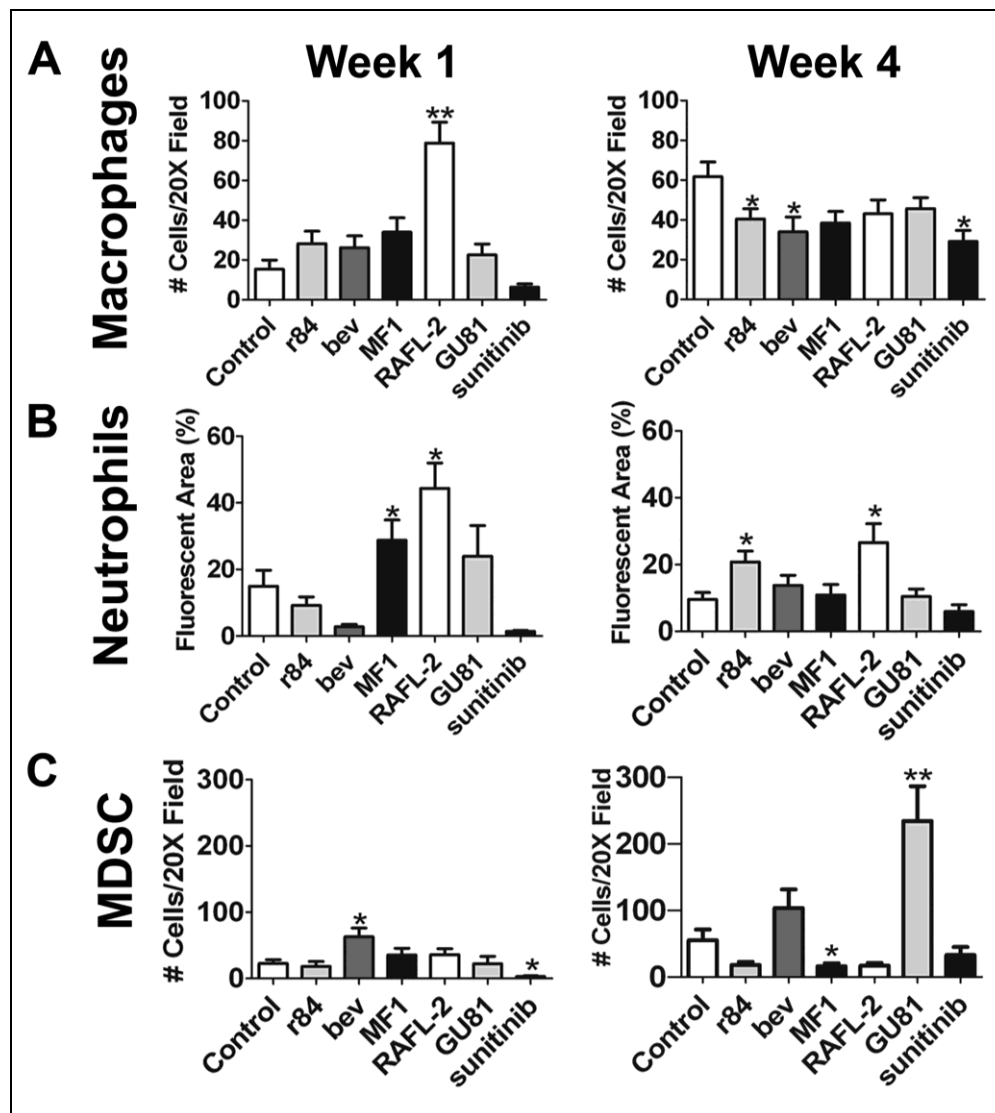 Week 1
Week 4
A
Macrophages
# Cells/20X Field
100
80
60
40
20
0
**
Control
r84
bev
MF1
RAFL-2
GU81
sunitinib
# Cells/20X Field
100
80
60
40
20
0
*
*
*
Control
r84
bev
MF1
RAFL-2
GU81
sunitinib
B
Neutrophils
Fluorescent Area (%)
60
40
20
0
*
*
Control
r84
bev
MF1
RAFL-2
GU81
sunitinib
Fluorescent Area (%)
60
40
20
0
*
*
Control
r84
bev
MF1
RAFL-2
GU81
sunitinib
C
MDSC
# Cells/20X Field
300
200
100
0
*
*
Control
r84
bev
MF1
RAFL-2
GU81
sunitinib
# Cells/20X Field
300
200
100
0
*
**
Control
r84
bev
MF1
RAFL-2
GU81
sunitinib